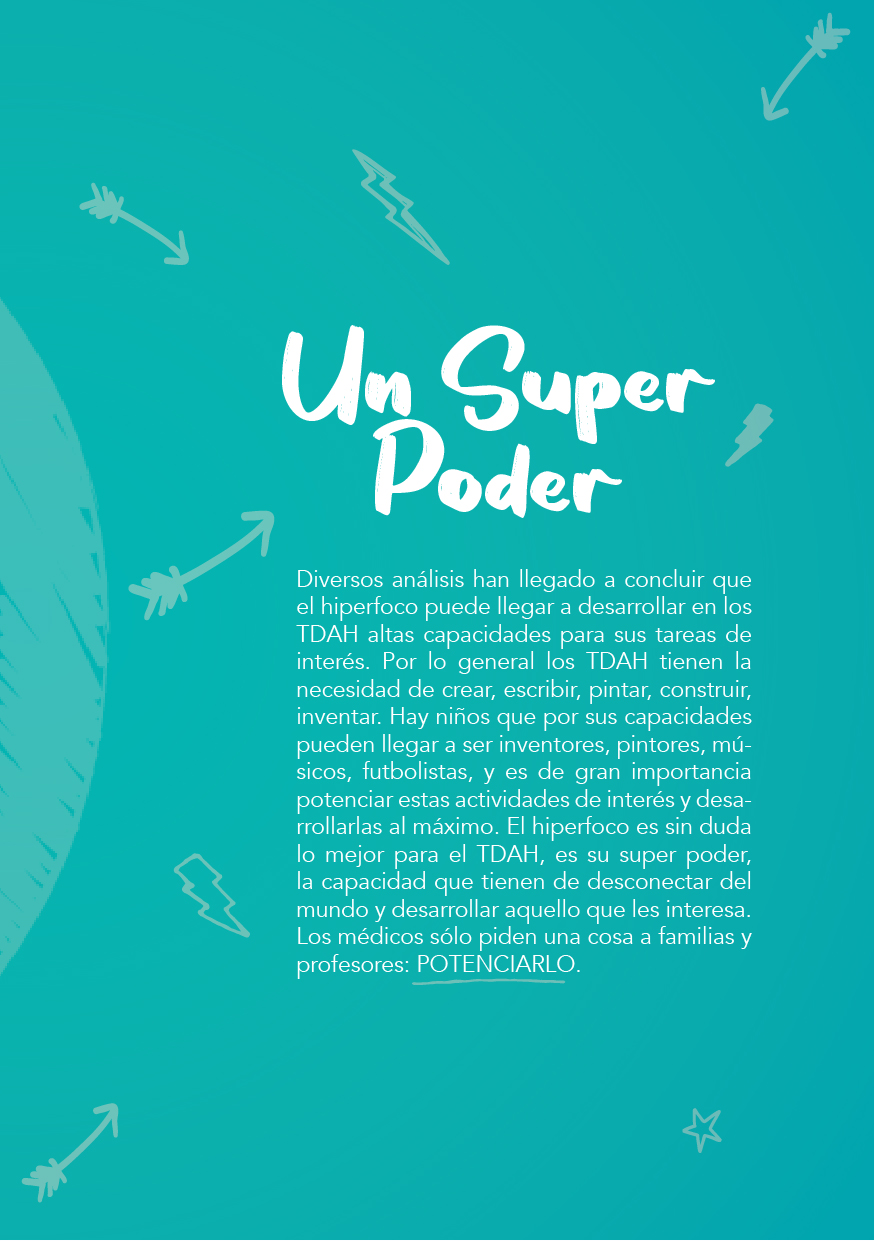 Un Super
Poder
Diversos análisis han llegado a concluir que
el hiperfoco puede llegar a desarrollar en los
TDAH altas capacidades para sus tareas de
interés. Por lo general los TDAH tienen la
necesidad de crear, escribir, pintar, construir,
inventar. Hay niños que por sus capacidades
pueden llegar a ser inventores, pintores, mú-
sicos, futbolistas, y es de gran importancia
potenciar estas actividades de interés y desa-
rrollarlas al máximo. El hiperfoco es sin duda
lo mejor para el TDAH, es su super poder,
la capacidad que tienen de desconectar del
mundo y desarrollar aquello que les interesa.
Los médicos sólo piden una cosa a familias y
profesores: POTENCIARLO.